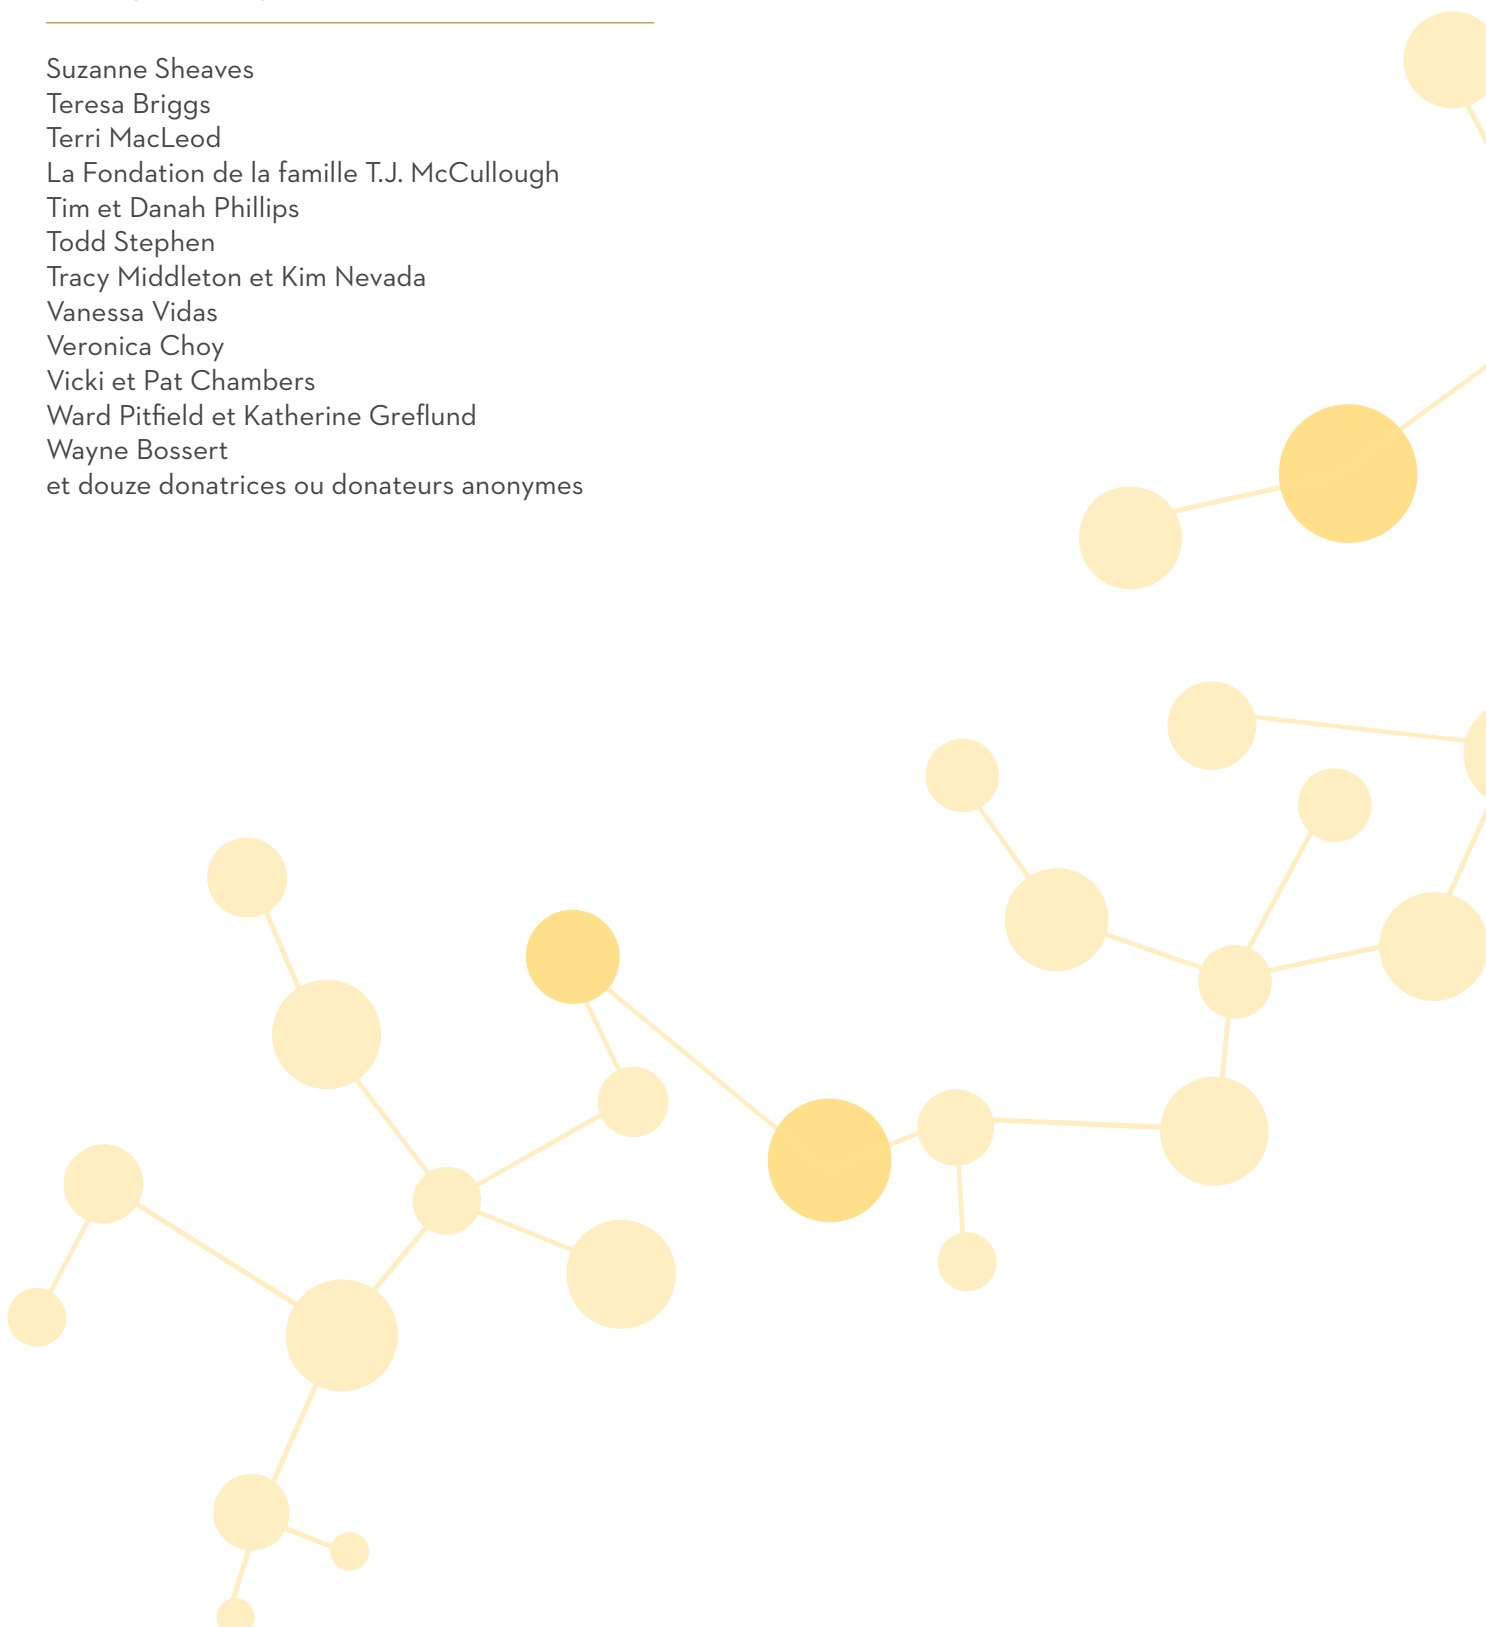 Suzanne Sheaves
Teresa Briggs
Terri MacLeod
La Fondation de la famille T.J. McCullough
Tim et Danah Phillips
Todd Stephen
Tracy Middleton et Kim Nevada
Vanessa Vidas
Veronica Choy
Vicki et Pat Chambers
Ward Pitfield et Katherine Greflund
Wayne Bossert
et douze donatrices ou donateurs anonymes